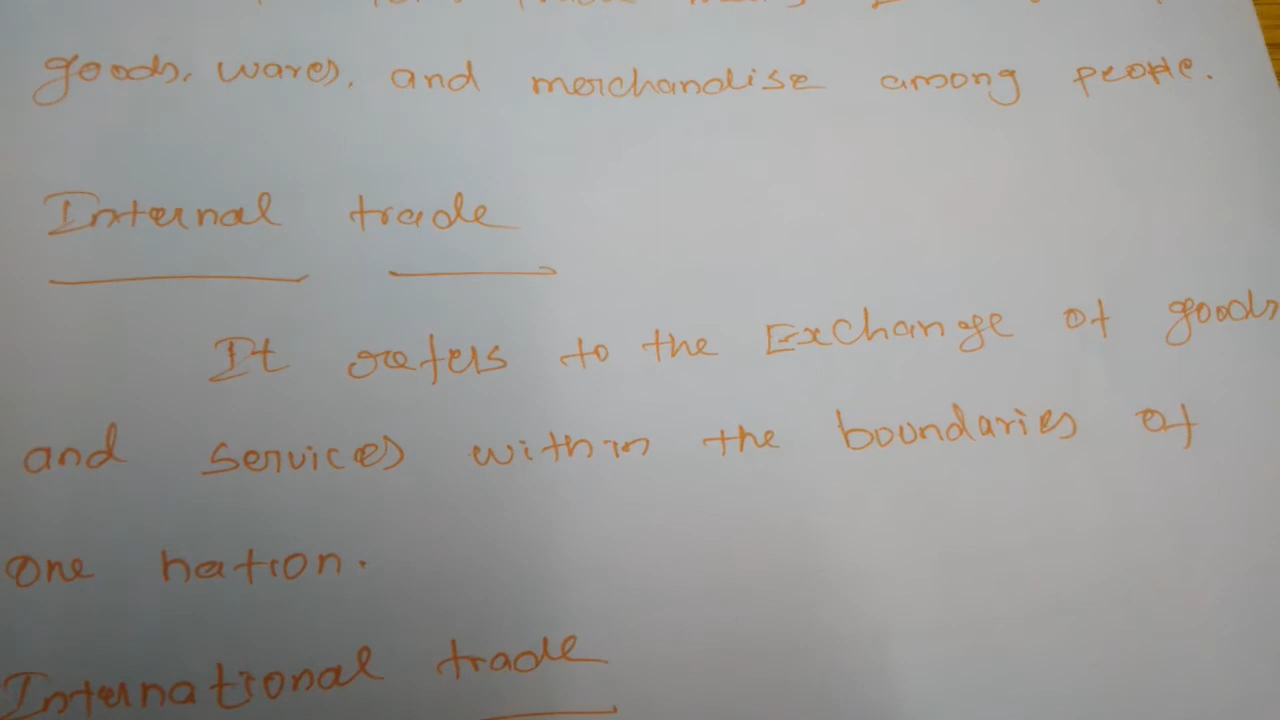 goods, wares, and merchandise among people.
Internal trade
It refers to the Exchange of goods
and services within the boundaries of
one nation.
International trade